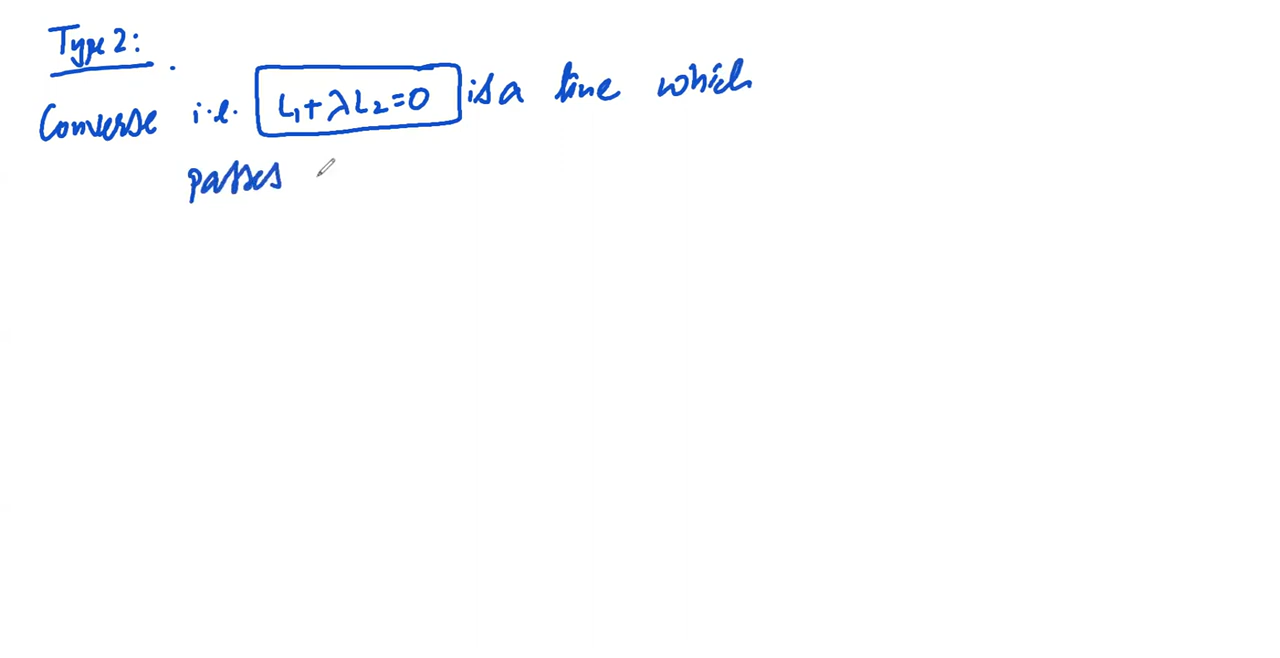 Type 2:
Converse i.e. L₁+λL₂=0 is a line which
passes